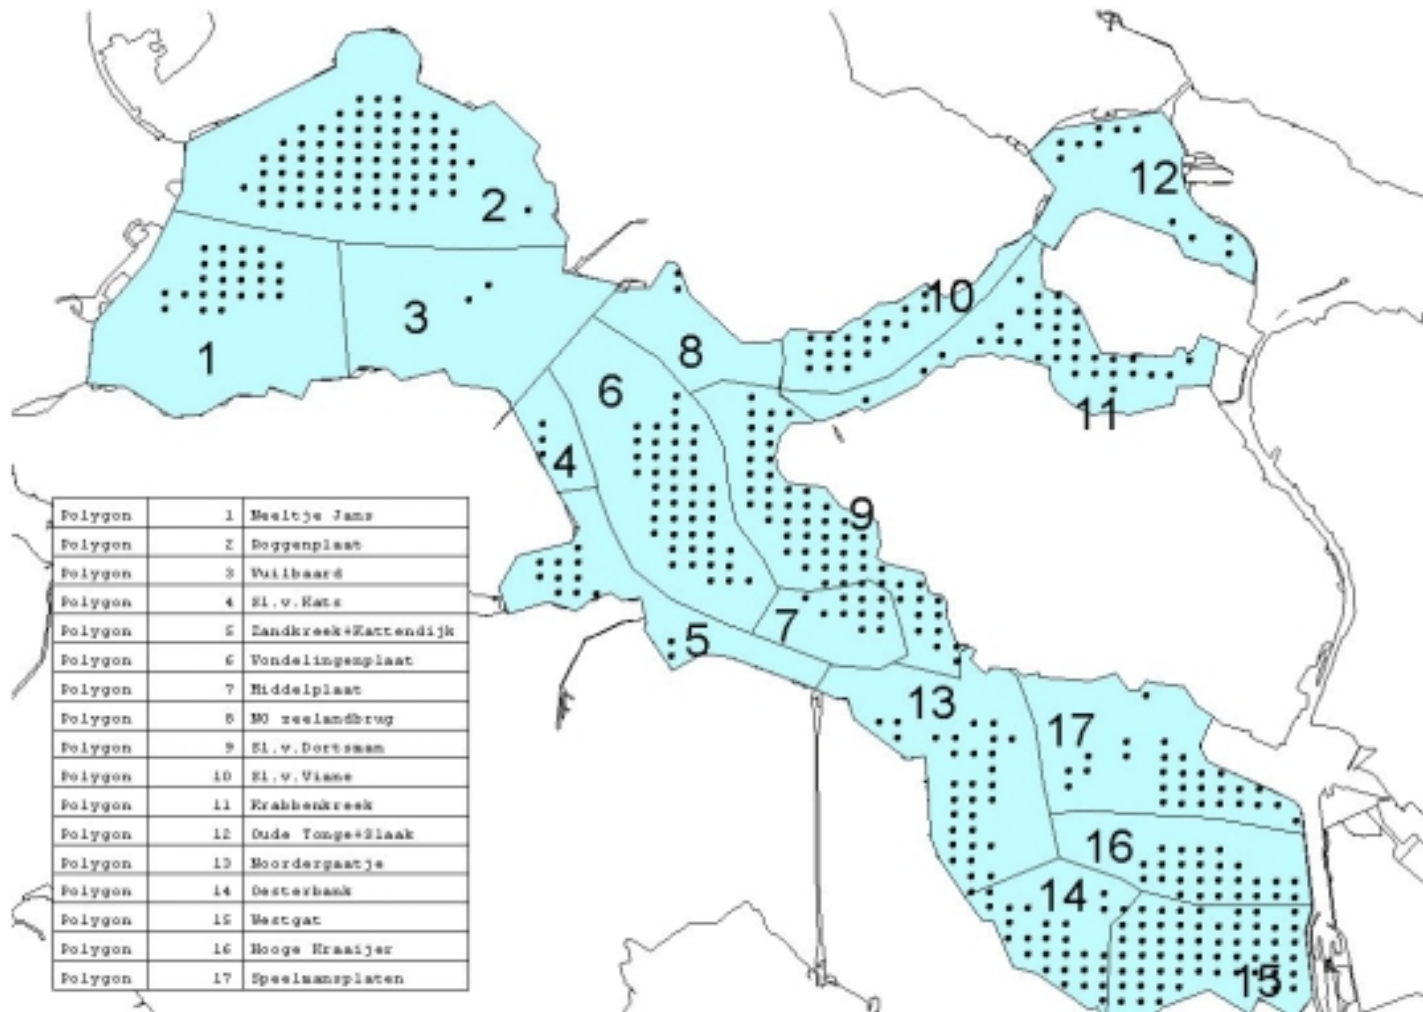 12
2
10
3
1
8
6
11
4
9
7
5
13
17
16
14
15
Polygon 1 Neeltje Jans
Polygon 2 Roggenplaat
Polygon 3 Vuilbaard
Polygon 4 Sl.v.Kats
Polygon 5 Zandkreek+Kattendijk
Polygon 6 Vondelingenplaat
Polygon 7 Middelplaat
Polygon 8 NO zeelandbrug
Polygon 9 Sl.v.Dortsman
Polygon 10 Sl.v.Viane
Polygon 11 Krabbenkreek
Polygon 12 Oude Tonge+Slaak
Polygon 13 Noordergaatje
Polygon 14 Oesterbank
Polygon 15 Westgat
Polygon 16 Hooge Kraaijer
Polygon 17 Speelmansplaten